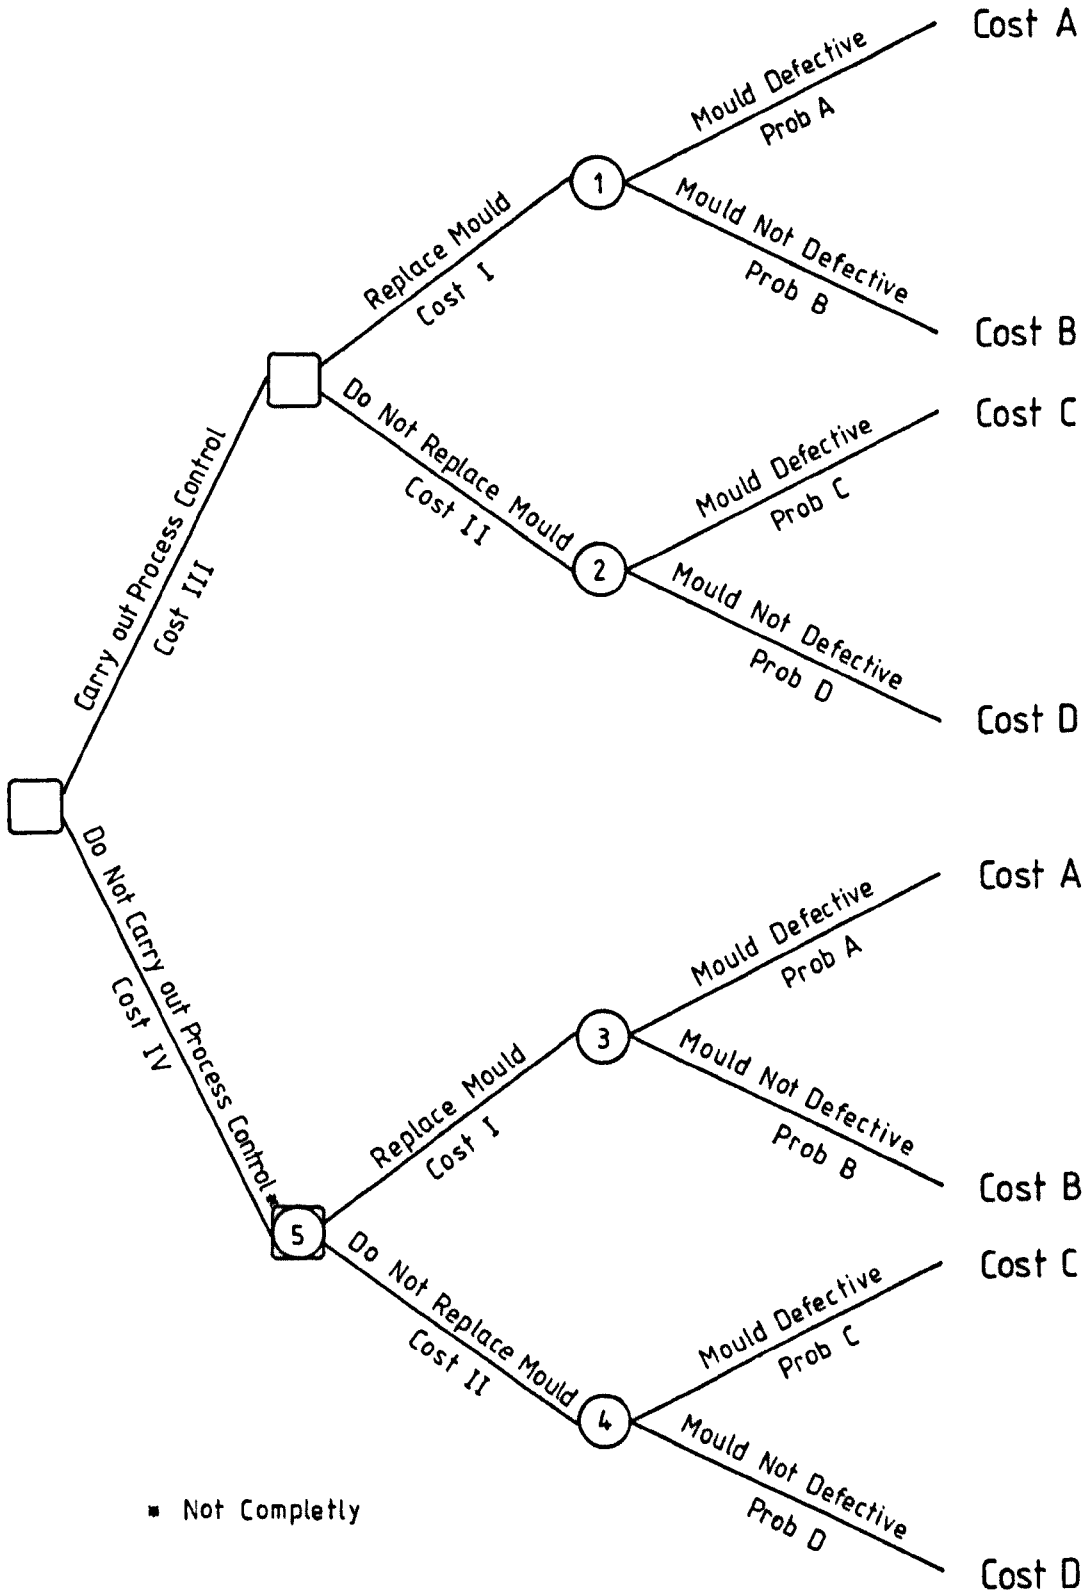 Cost A
Mould Defective
Prob A
1
Mould Not Defective
Prob B
Cost B
Replace Mould
Cost I
Do Not Replace Mould
Cost II
Cost C
Mould Defective
Prob C
2
Mould Not Defective
Prob D
Cost D
Carry out Process Control
Cost III
Do Not Carry out Process Control *
Cost IV
Cost A
Mould Defective
Prob A
3
Mould Not Defective
Prob B
Cost B
Replace Mould
Cost I
5
Do Not Replace Mould
Cost II
Cost C
Mould Defective
Prob C
4
Mould Not Defective
Prob D
Cost D
* Not Completly